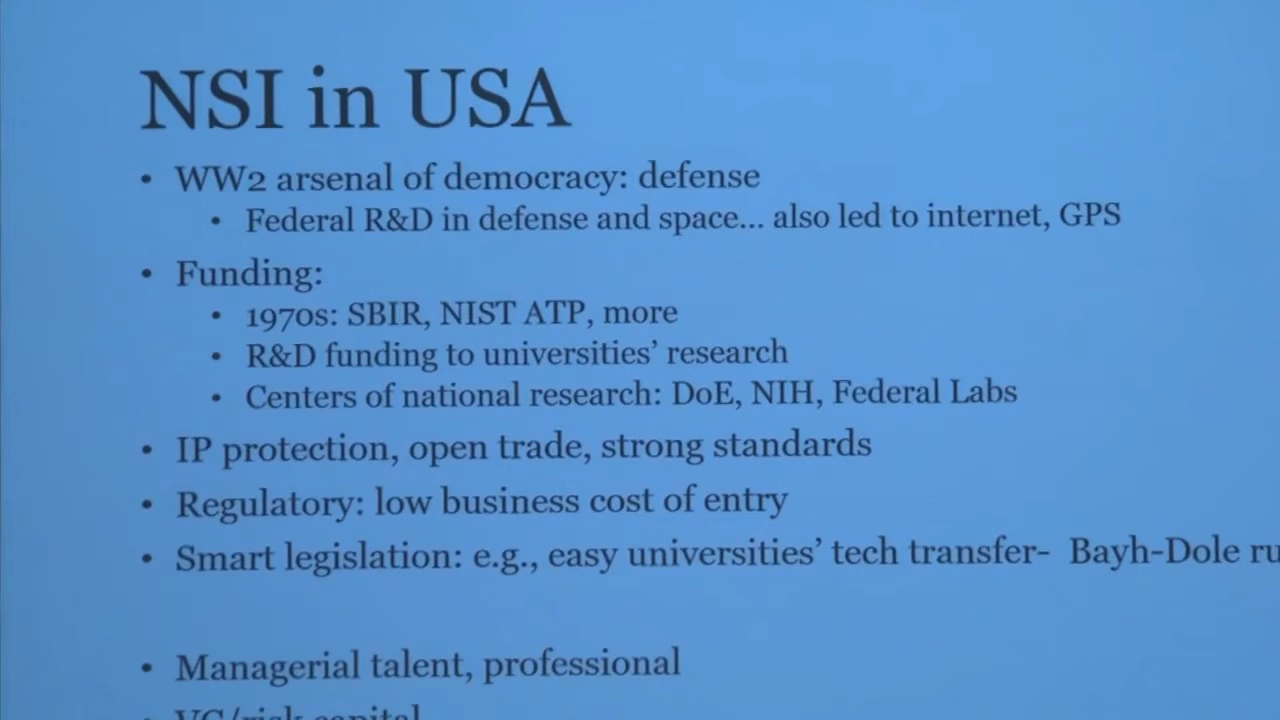 NSI in USA
• WW2 arsenal of democracy: defense
• Federal R&D in defense and space... also led to internet, GPS
• Funding:
• 1970s: SBIR, NIST ATP, more
• R&D funding to universities’ research
• Centers of national research: DoE, NIH, Federal Labs
• IP protection, open trade, strong standards
• Regulatory: low business cost of entry
• Smart legislation: e.g., easy universities’ tech transfer- Bayh-Dole
• Managerial talent, professional
• VC/risk capital